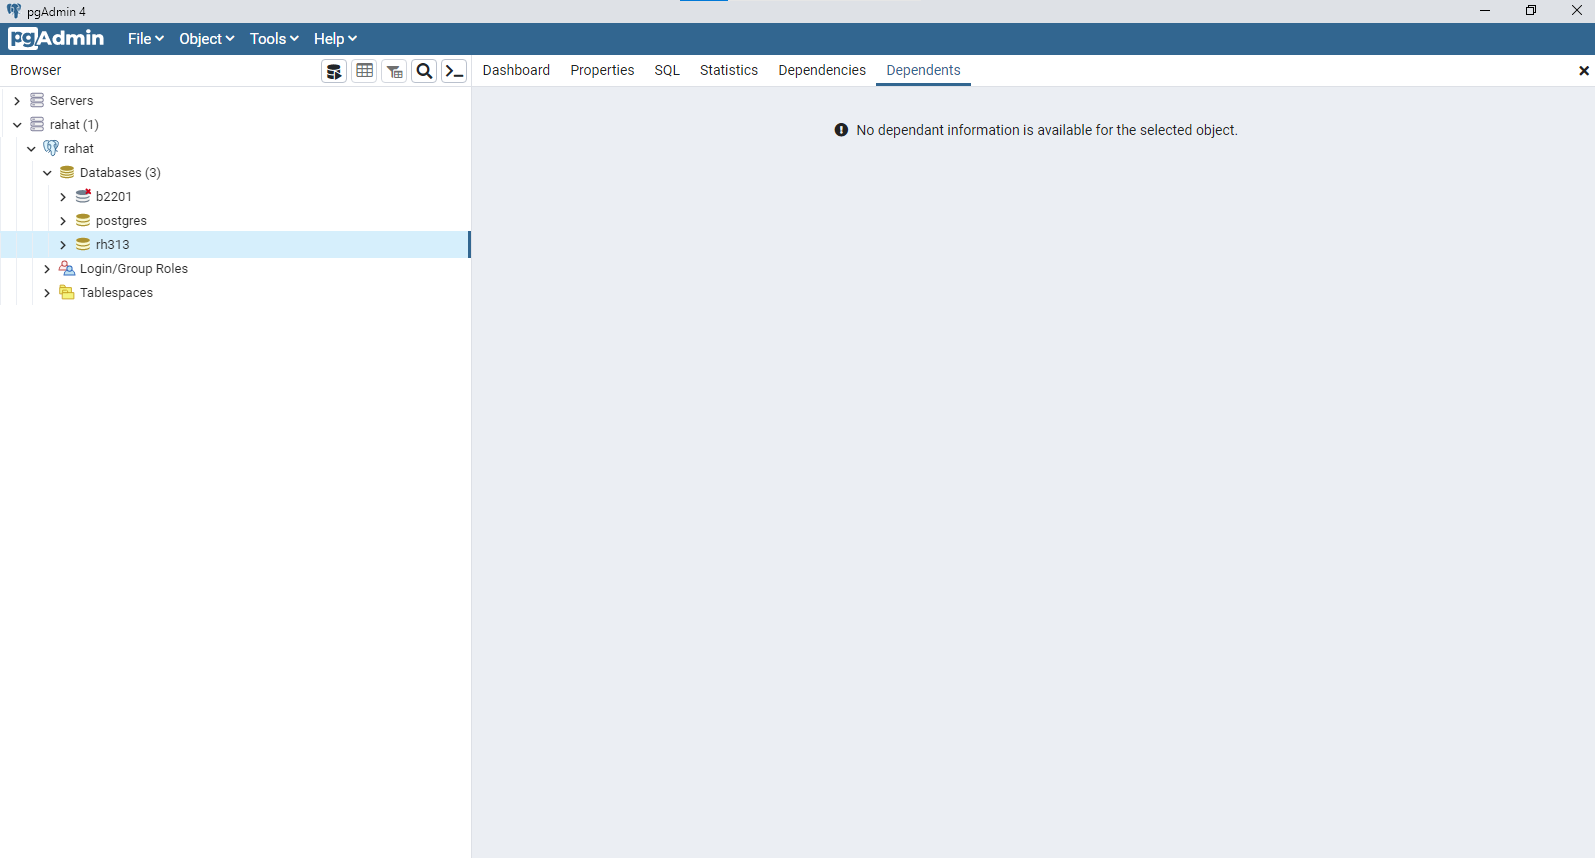 pgAdmin 4
pgAdmin File Object Tools Help
Browser
Dashboard Properties SQL Statistics Dependencies Dependents
Servers
rahat (1)
rahat
Databases (3)
b2201
postgres
rh313
Login/Group Roles
Tablespaces
No dependant information is available for the selected object.